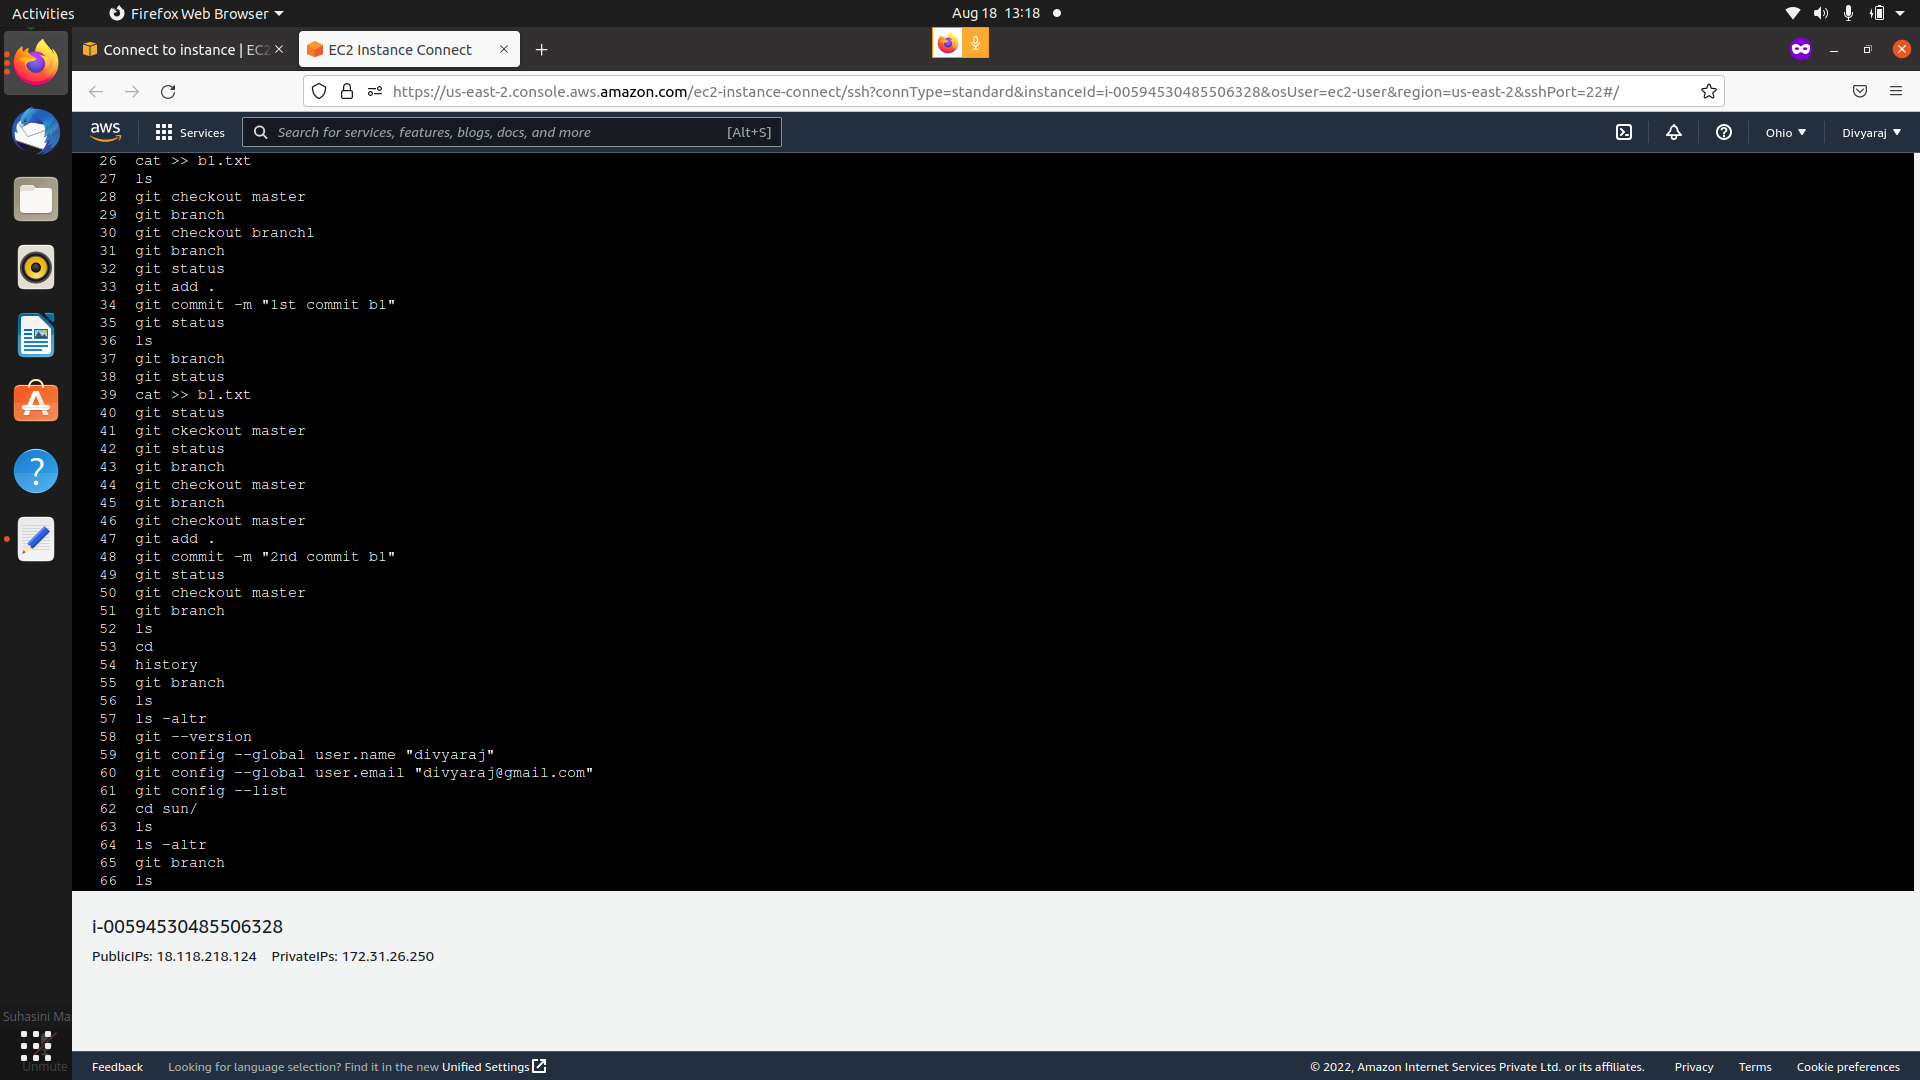 Activities
Firefox Web Browser
Aug 18 13:18
Connect to instance | EC2
EC2 Instance Connect
https://us-east-2.console.aws.amazon.com/ec2-instance-connect/ssh?connType=standard&instanceId=i-00594530485506328&osUser=ec2-user&region=us-east-2&sshPort=22#/
aws
Services
Search for services, features, blogs, docs, and more
[Alt+S]
Ohio
Divyaraj
26 cat >> b1.txt
27 ls
28 git checkout master
29 git branch
30 git checkout branch1
31 git branch
32 git status
33 git add .
34 git commit -m "1st commit b1"
35 git status
36 ls
37 git branch
38 git status
39 cat >> b1.txt
40 git status
41 git ckeckout master
42 git status
43 git branch
44 git checkout master
45 git branch
46 git checkout master
47 git add .
48 git commit -m "2nd commit b1"
49 git status
50 git checkout master
51 git branch
52 ls
53 cd
54 history
55 git branch
56 ls
57 ls -altr
58 git --version
59 git config --global user.name "divyaraj"
60 git config --global user.email "divyaraj@gmail.com"
61 git config --list
62 cd sun/
63 ls
64 ls -altr
65 git branch
66 ls
i-00594530485506328
PublicIPs: 18.118.218.124 PrivateIPs: 172.31.26.250
Suhasini Ma
Unmute
Feedback
Looking for language selection? Find it in the new Unified Settings
© 2022, Amazon Internet Services Private Ltd. or its affiliates.
Privacy
Terms
Cookie preferences